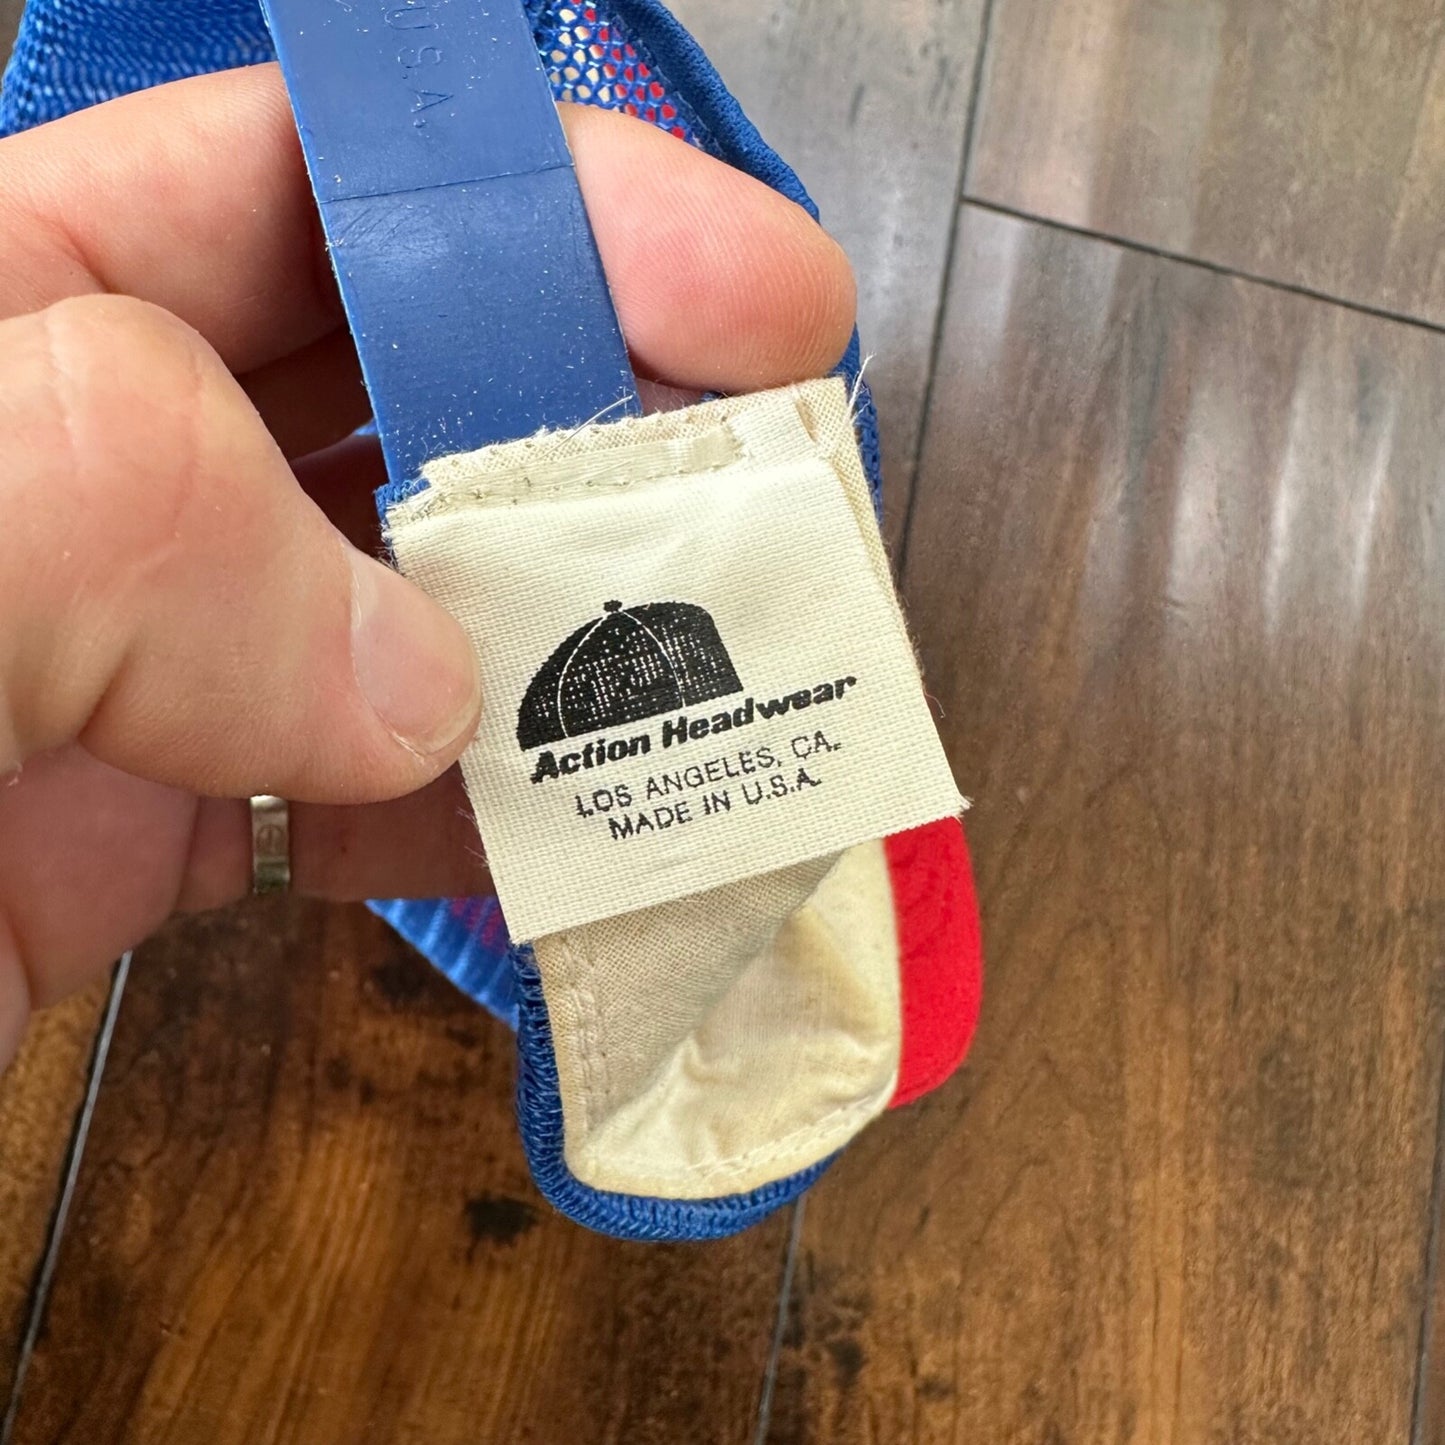 U.S.A.
Action Headwear
LOS ANGELES, CA.
MADE IN U.S.A.